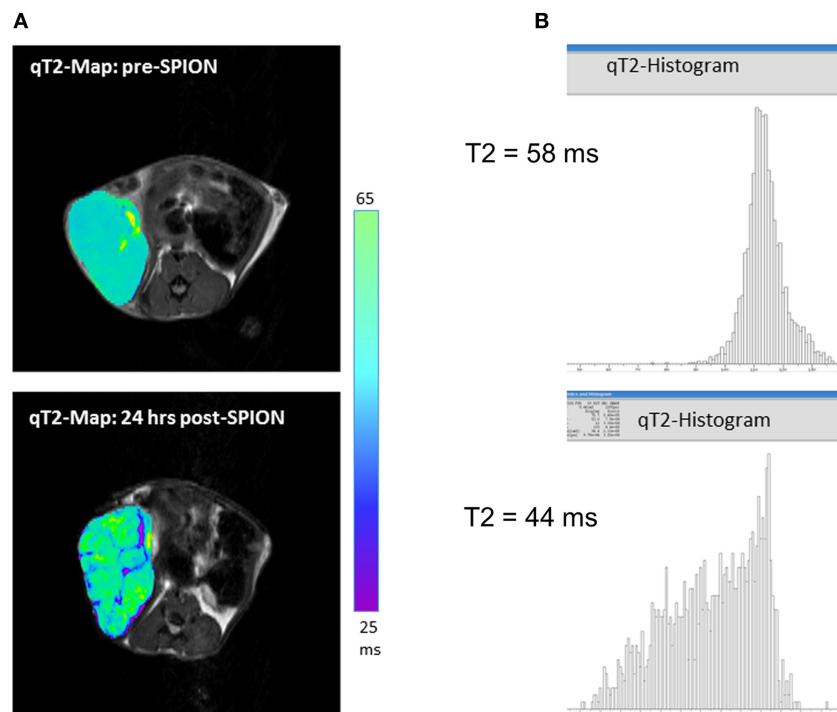 A
B
qT2-Map: pre-SPION
qT2-Histogram
T2 = 58 ms
65
qT2-Map: 24 hrs post-SPION
qT2-Histogram
T2 = 44 ms
25
ms